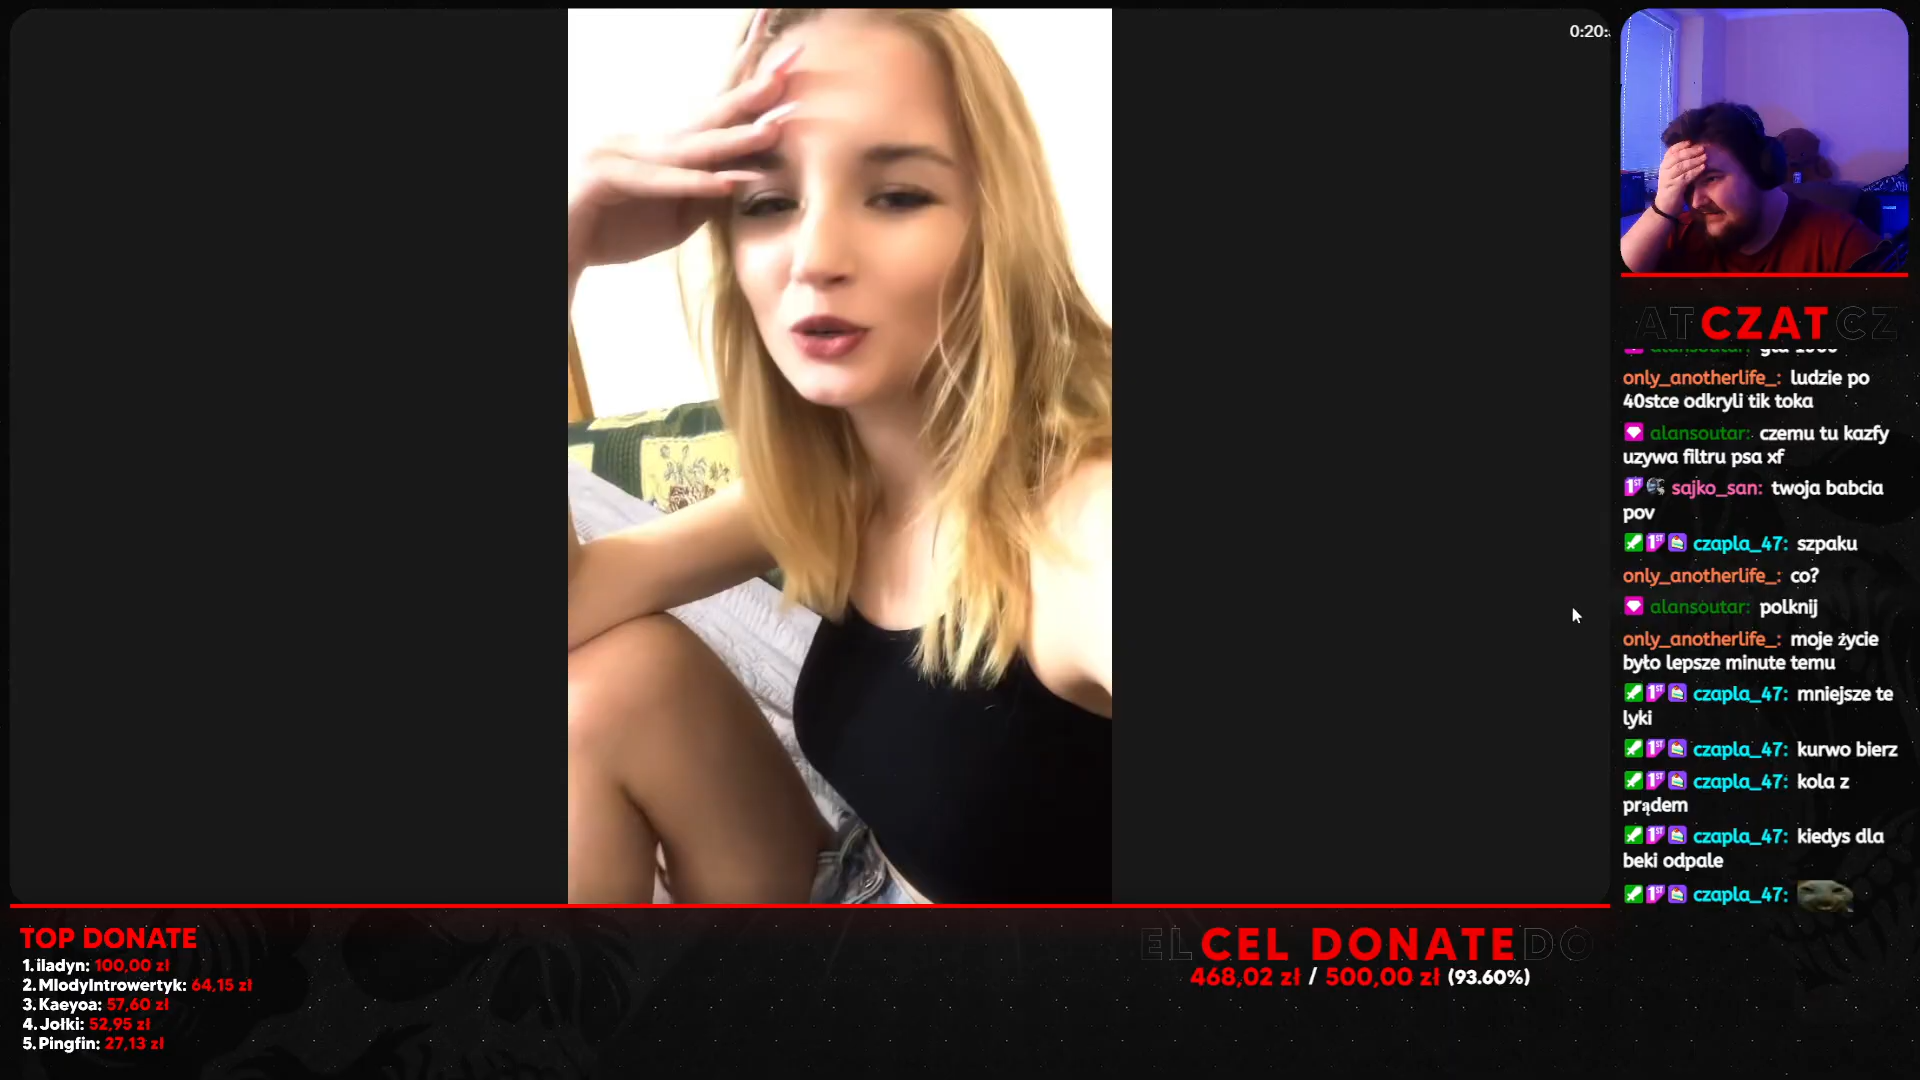 0:20:
ATCZATCZ
alansoutar:
only_anotherlife_: ludzie po
40stce odkryli tik toka
alansoutar: czemu tu kazfy
uzywa filtru psa xf
sajko_san: twoja babcia
pov
czapla_47: szpaku
only_anotherlife_: co?
alansoutar: polknij
only_anotherlife_: moje życie
było lepsze minute temu
czapla_47: mniejsze te
lyki
czapla_47: kurwo bierz
czapla_47: kola z
prądem
czapla_47: kiedys dla
beki odpale
czapla_47:
TOP DONATE
1.iladyn: 100,00 zł
2.MlodyIntrowertyk: 64,15 zł
3.Kaeyoa: 57,60 zł
4.Jołki: 52,95 zł
5.Pingfin: 27,13 zł
ELCEL DONATEDO
468,02 zł / 500,00 zł (93.60%)